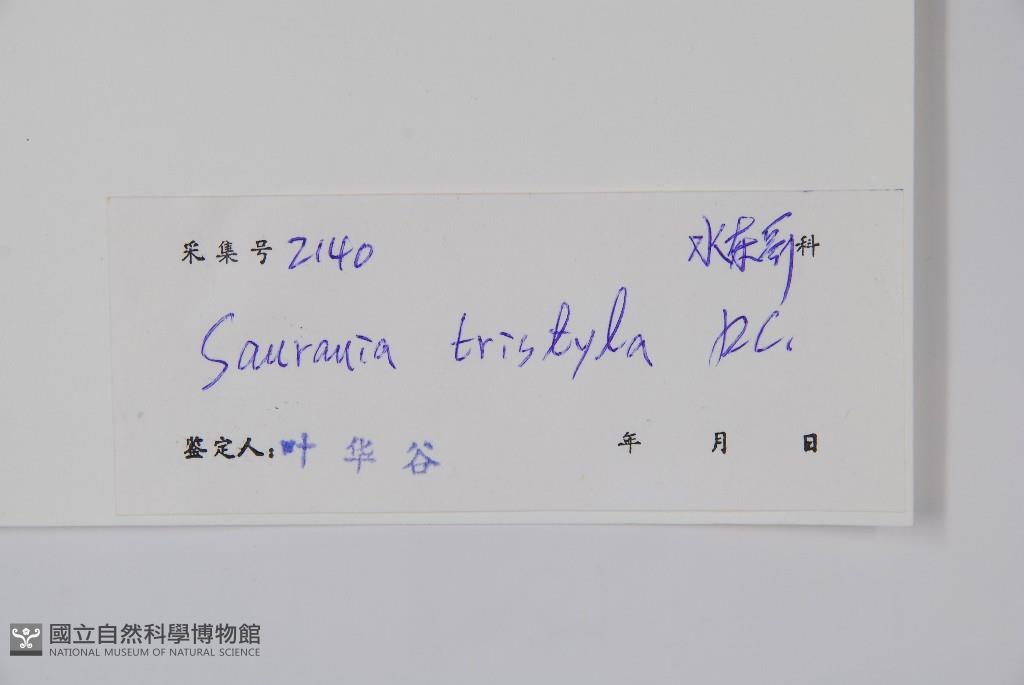 采集号 2140 水东哥科
Saurauia tristyla DC.
鉴定人：叶华谷 年 月 日
國立自然科學博物館
NATIONAL MUSEUM OF NATURAL SCIENCE